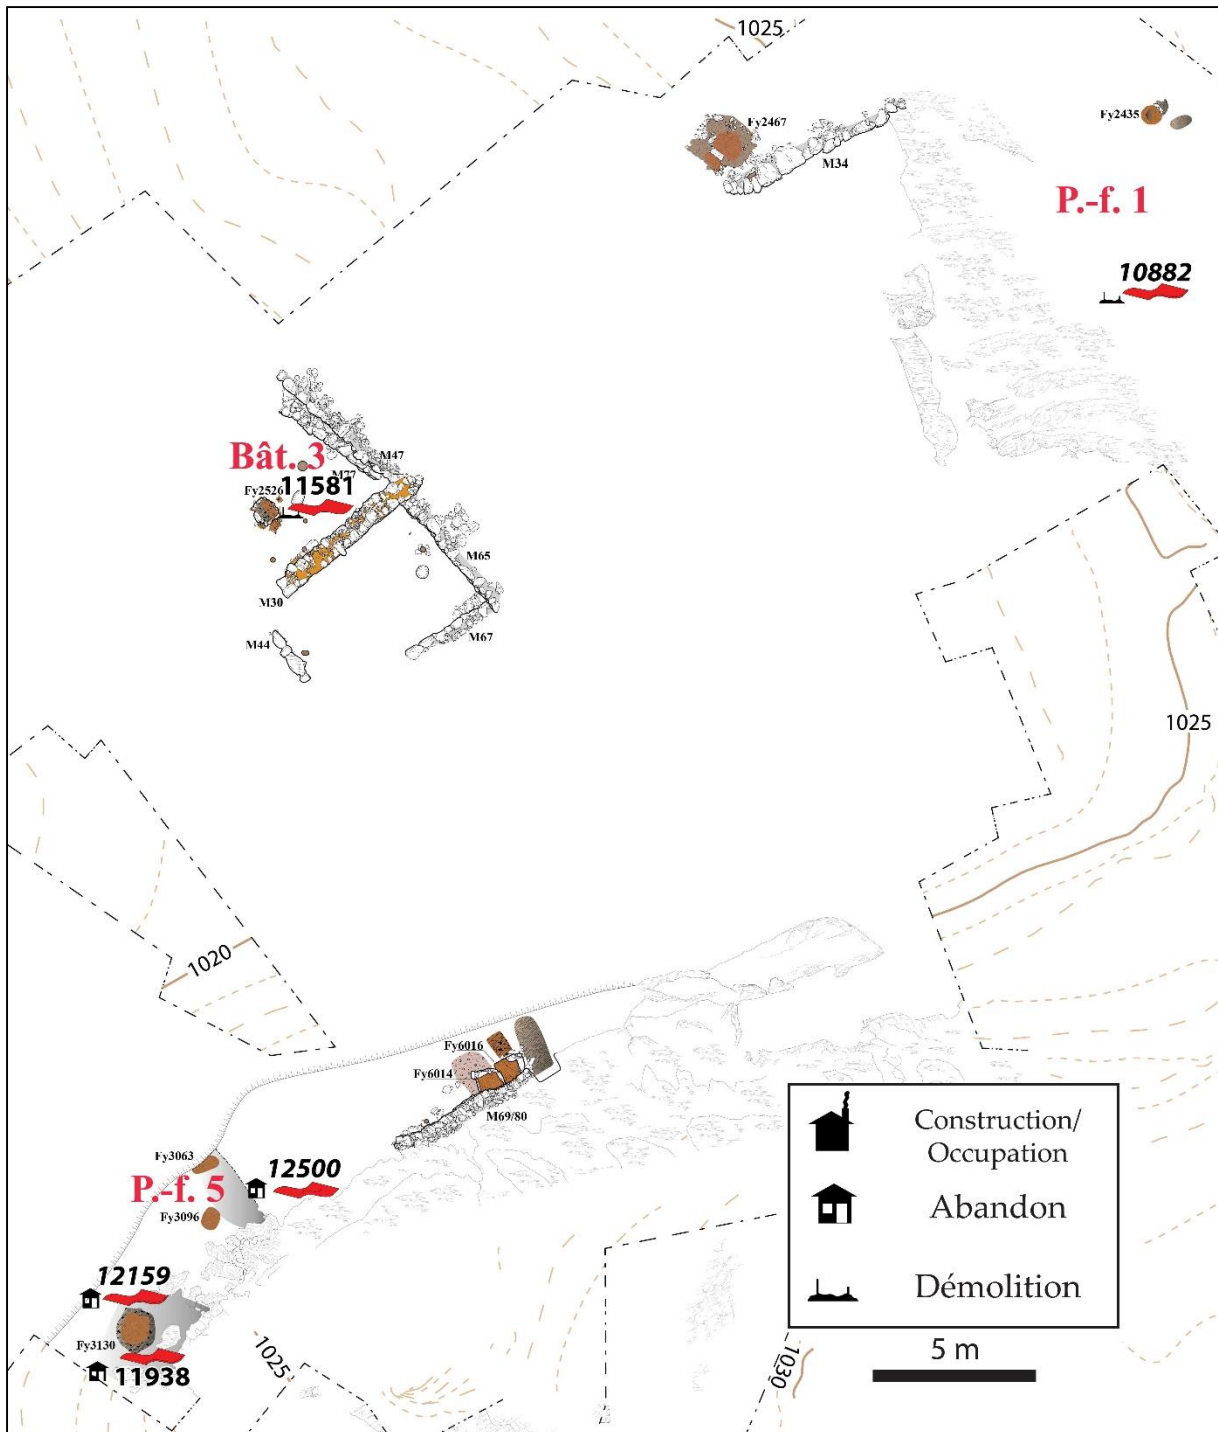 1025
Fy2467
M34
Fy2435
P.-f. 1
10882
Bât. 3
M47
M77
Fy2526
11581
M65
M30
M44
M67
1025
1020
Fy6016
Fy6014
M69/80
Fy3063
12500
P.-f. 5
Fy3096
12159
Fy3130
11938
1025
1030
Construction/
Occupation
Abandon
Démolition
5 m